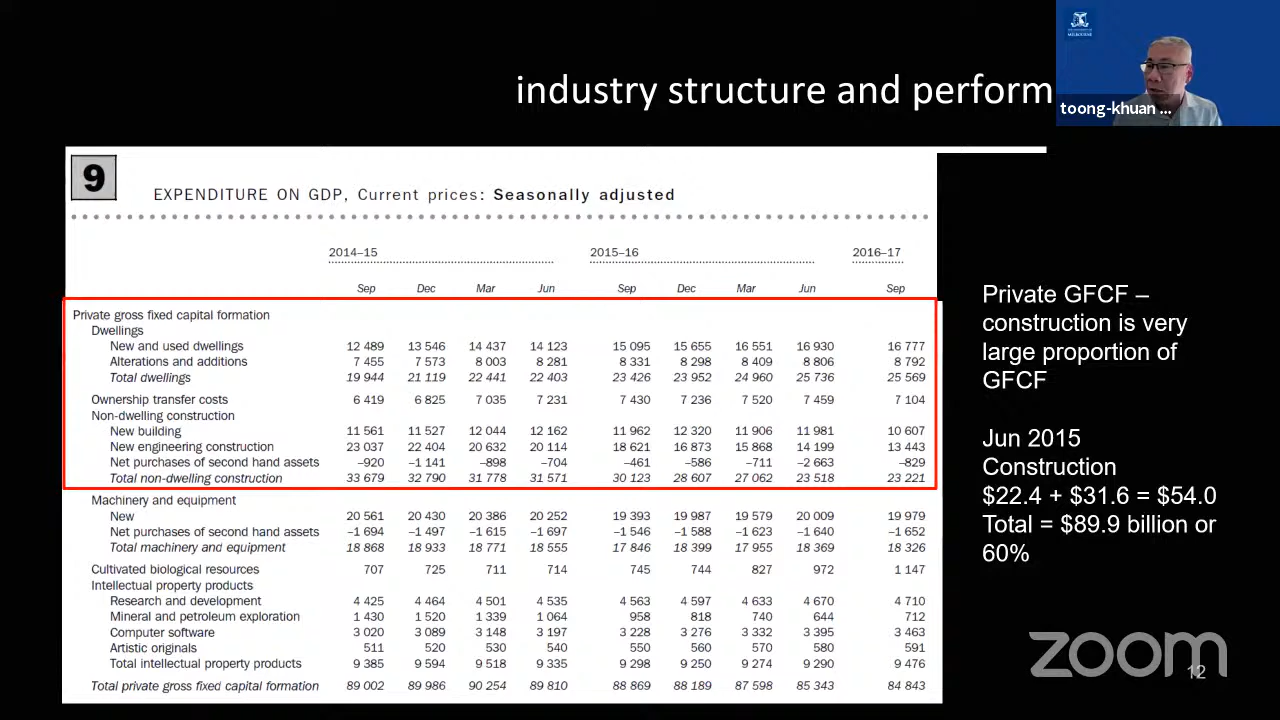 industry structure and perform
toong-khuan ...
MELBOURNE
9
EXPENDITURE ON GDP, Current prices: Seasonally adjusted
2014–15 2015–16 2016–17
Sep Dec Mar Jun Sep Dec Mar Jun Sep
Private gross fixed capital formation
Dwellings
New and used dwellings 12 489 13 546 14 437 14 123 15 095 15 655 16 551 16 930 16 777
Alterations and additions 7 455 7 573 8 003 8 281 8 331 8 298 8 409 8 806 8 792
Total dwellings 19 944 21 119 22 441 22 403 23 426 23 952 24 960 25 736 25 569
Ownership transfer costs 6 419 6 825 7 035 7 231 7 430 7 236 7 520 7 459 7 104
Non-dwelling construction
New building 11 561 11 527 12 044 12 162 11 962 12 320 11 906 11 981 10 607
New engineering construction 23 037 22 404 20 632 20 114 18 621 16 873 15 868 14 199 13 443
Net purchases of second hand assets –920 –1 141 –898 –704 –461 –586 –711 –2 663 –829
Total non-dwelling construction 33 679 32 790 31 778 31 571 30 123 28 607 27 062 23 518 23 221
Machinery and equipment
New 20 561 20 430 20 386 20 252 19 393 19 987 19 579 20 009 19 979
Net purchases of second hand assets –1 694 –1 497 –1 615 –1 697 –1 546 –1 588 –1 623 –1 640 –1 652
Total machinery and equipment 18 868 18 933 18 771 18 555 17 846 18 399 17 955 18 369 18 326
Cultivated biological resources 707 725 711 714 745 744 827 972 1 147
Intellectual property products
Research and development 4 425 4 464 4 501 4 535 4 563 4 597 4 633 4 670 4 710
Mineral and petroleum exploration 1 430 1 520 1 339 1 064 958 818 740 644 712
Computer software 3 020 3 089 3 148 3 197 3 228 3 276 3 332 3 395 3 463
Artistic originals 511 520 530 540 550 560 570 580 591
Total intellectual property products 9 385 9 594 9 518 9 335 9 298 9 250 9 274 9 290 9 476
Total private gross fixed capital formation 89 002 89 986 90 254 89 810 88 869 88 189 87 598 85 343 84 843
Private GFCF –
construction is very
large proportion of
GFCF
Jun 2015
Construction
$22.4 + $31.6 = $54.0
Total = $89.9 billion or
60%
zoom
12